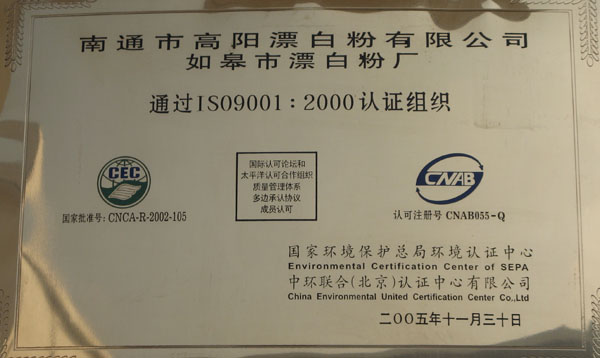 南通市高阳漂白粉有限公司
如皋市漂白粉厂
通过ISO9001：2000认证组织
CEC
国家批准号：CNCA-R-2002-105
国际认可论坛和
太平洋认可合作组织
质量管理体系
多边承认协议
成员认可
CNAB
认可注册号 CNAB055-Q
国家环境保护总局环境认证中心
Environmental Certification Center of SEPA
中环联合(北京)认证中心有限公司
China Environmental United Certification Center Co.,Ltd
二〇〇五年十一月三十日